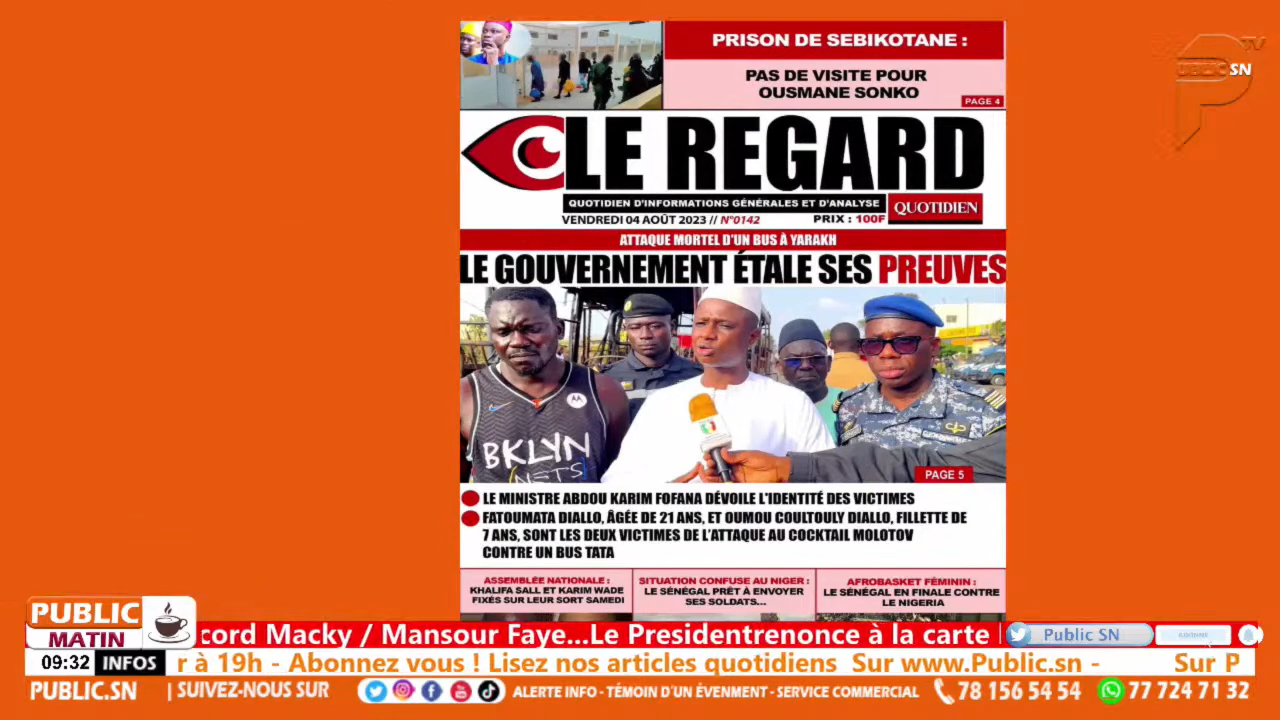 PRISON DE SEBIKOTANE :
PAS DE VISITE POUR
OUSMANE SONKO
PAGE 4
TV
SN
LE REGARD
QUOTIDIEN D'INFORMATIONS GÉNÉRALES ET D'ANALYSE
QUOTIDIEN
VENDREDI 04 AOÛT 2023 // N°0142
PRIX : 100F
ATTAQUE MORTEL D'UN BUS À YARAKH
LE GOUVERNEMENT ÉTALE SES PREUVES
BKLYN
NETS
PAGE 5
LE MINISTRE ABDOU KARIM FOFANA DÉVOILE L'IDENTITÉ DES VICTIMES
FATOUMATA DIALLO, ÂGÉE DE 21 ANS, ET OUMOU COULTOULY DIALLO, FILLETTE DE
7 ANS, SONT LES DEUX VICTIMES DE L'ATTAQUE AU COCKTAIL MOLOTOV
CONTRE UN BUS TATA
ASSEMBLÉE NATIONALE :
KHALIFA SALL ET KARIM WADE
FIXÉS SUR LEUR SORT SAMEDI
SITUATION CONFUSE AU NIGER :
LE SÉNÉGAL PRÊT À ENVOYER
SES SOLDATS...
AFROBASKET FÉMININ :
LE SÉNÉGAL EN FINALE CONTRE
LE NIGERIA
PUBLIC
MATIN
cord Macky / Mansour Faye...Le Presidentrenonce à la carte
Public SN
09:32 INFOS
r à 19h - Abonnez vous ! Lisez nos articles quotidiens Sur www.Public.sn - Sur P
PUBLIC.SN | SUIVEZ-NOUS SUR
ALERTE INFO - TÉMOIN D'UN ÉVENMENT - SERVICE COMMERCIAL
78 156 54 54
77 724 71 32